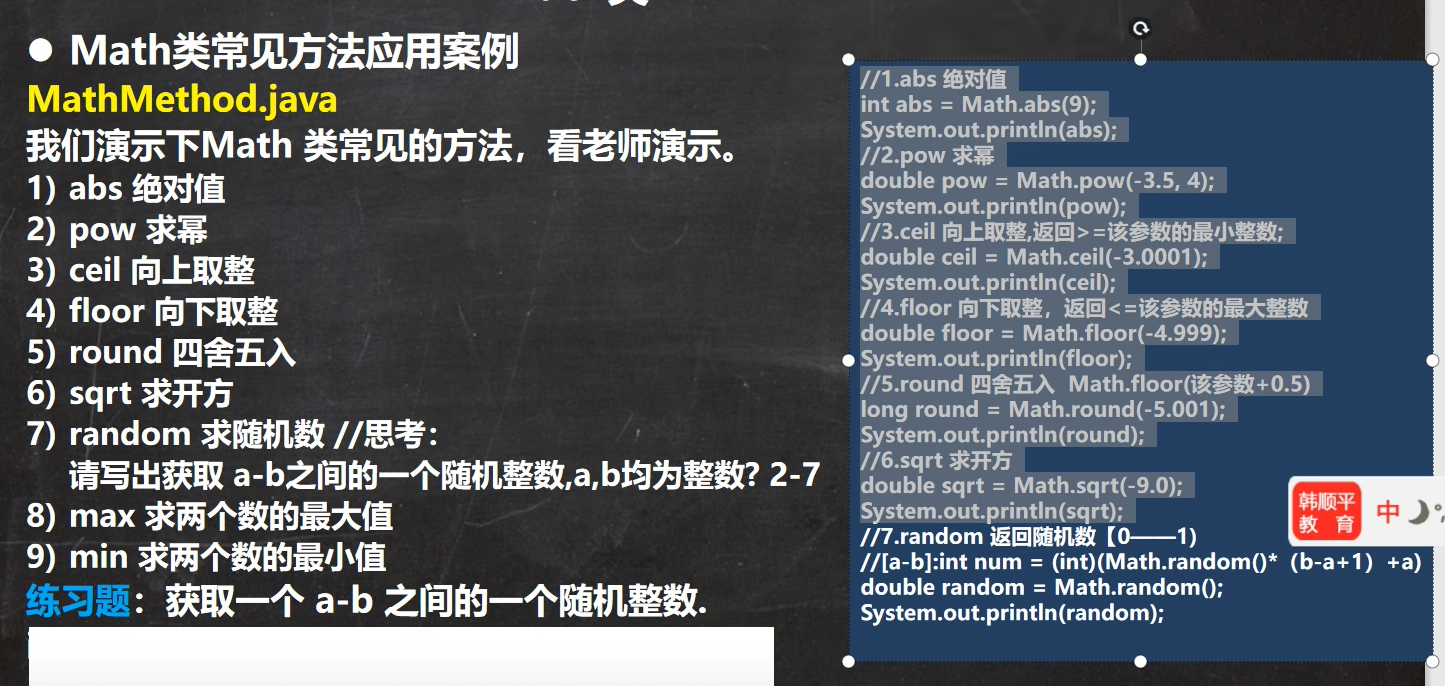 ● Math类常见方法应用案例
MathMethod.java
我们演示下Math 类常见的方法，看老师演示。
1) abs 绝对值
2) pow 求幂
3) ceil 向上取整
4) floor 向下取整
5) round 四舍五入
6) sqrt 求开方
7) random 求随机数 //思考：
请写出获取 a-b之间的一个随机整数,a,b均为整数? 2-7
8) max 求两个数的最大值
9) min 求两个数的最小值
练习题：获取一个 a-b 之间的一个随机整数.
//1.abs 绝对值
int abs = Math.abs(9);
System.out.println(abs);
//2.pow 求幂
double pow = Math.pow(-3.5, 4);
System.out.println(pow);
//3.ceil 向上取整,返回>=该参数的最小整数;
double ceil = Math.ceil(-3.0001);
System.out.println(ceil);
//4.floor 向下取整，返回<=该参数的最大整数
double floor = Math.floor(-4.999);
System.out.println(floor);
//5.round 四舍五入  Math.floor(该参数+0.5)
long round = Math.round(-5.001);
System.out.println(round);
//6.sqrt 求开方
double sqrt = Math.sqrt(-9.0);
System.out.println(sqrt);
//7.random 返回随机数【0——1)
//[a-b]:int num = (int)(Math.random()*（b-a+1）+a)
double random = Math.random();
System.out.println(random);
韩顺平
教 育
中